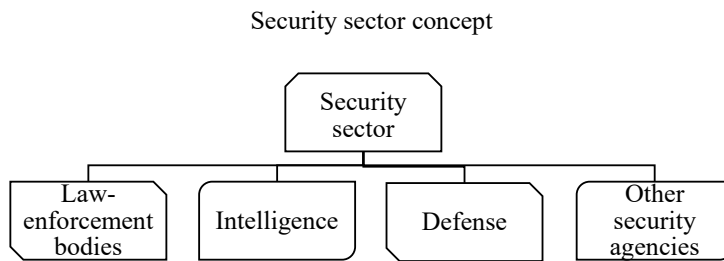 Security sector concept
Security
sector
Law-
enforcement
bodies
Intelligence
Defense
Other
security
agencies